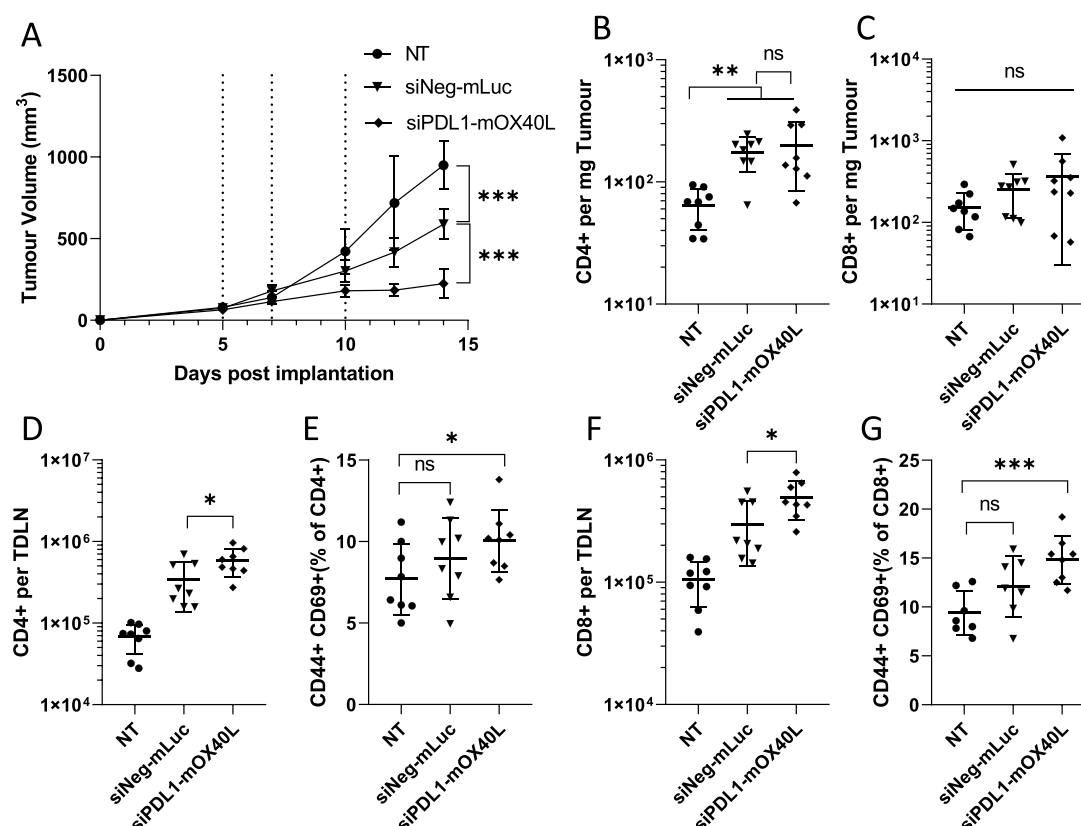 A
NT
siNeg-mLuc
siPDL1-mOX40L
Tumour Volume (mm³)
1500
1000
500
0
0
5
10
15
Days post implantation
***
***
B
CD4+ per mg Tumour
1×10³
1×10²
1×10¹
**
ns
NT
siNeg-mLuc
siPDL1-mOX40L
C
CD8+ per mg Tumour
1×10⁴
1×10³
1×10²
1×10¹
ns
NT
siNeg-mLuc
siPDL1-mOX40L
D
CD4+ per TDLN
1×10⁷
1×10⁶
1×10⁵
1×10⁴
*
NT
siNeg-mLuc
siPDL1-mOX40L
E
CD44+ CD69+(% of CD4+)
15
10
5
0
*
ns
NT
siNeg-mLuc
siPDL1-mOX40L
F
CD8+ per TDLN
1×10⁶
1×10⁵
1×10⁴
*
NT
siNeg-mLuc
siPDL1-mOX40L
G
CD44+ CD69+(% of CD8+)
25
20
15
10
5
0
***
ns
NT
siNeg-mLuc
siPDL1-mOX40L